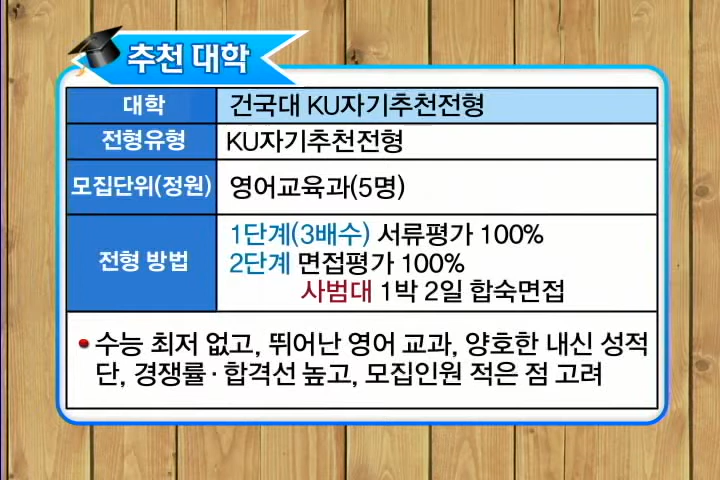 추천 대학
대학 건국대 KU자기추천전형
전형유형 KU자기추천전형
모집단위(정원) 영어교육과(5명)
전형 방법
1단계(3배수) 서류평가 100%
2단계 면접평가 100%
사범대 1박 2일 합숙면접
• 수능 최저 없고, 뛰어난 영어 교과, 양호한 내신 성적
단, 경쟁률·합격선 높고, 모집인원 적은 점 고려